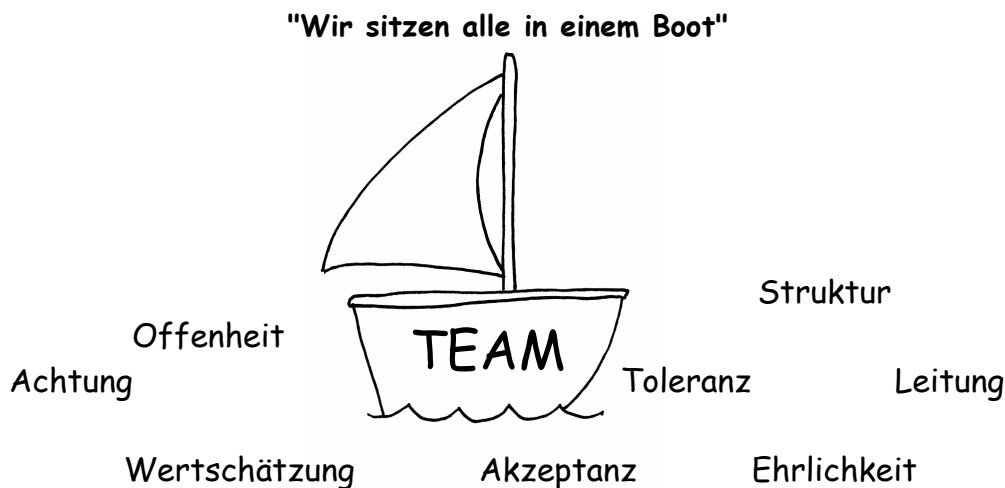 "Wir sitzen alle in einem Boot"
Struktur
Offenheit
TEAM
Achtung
Toleranz
Leitung
Wertschätzung
Akzeptanz
Ehrlichkeit